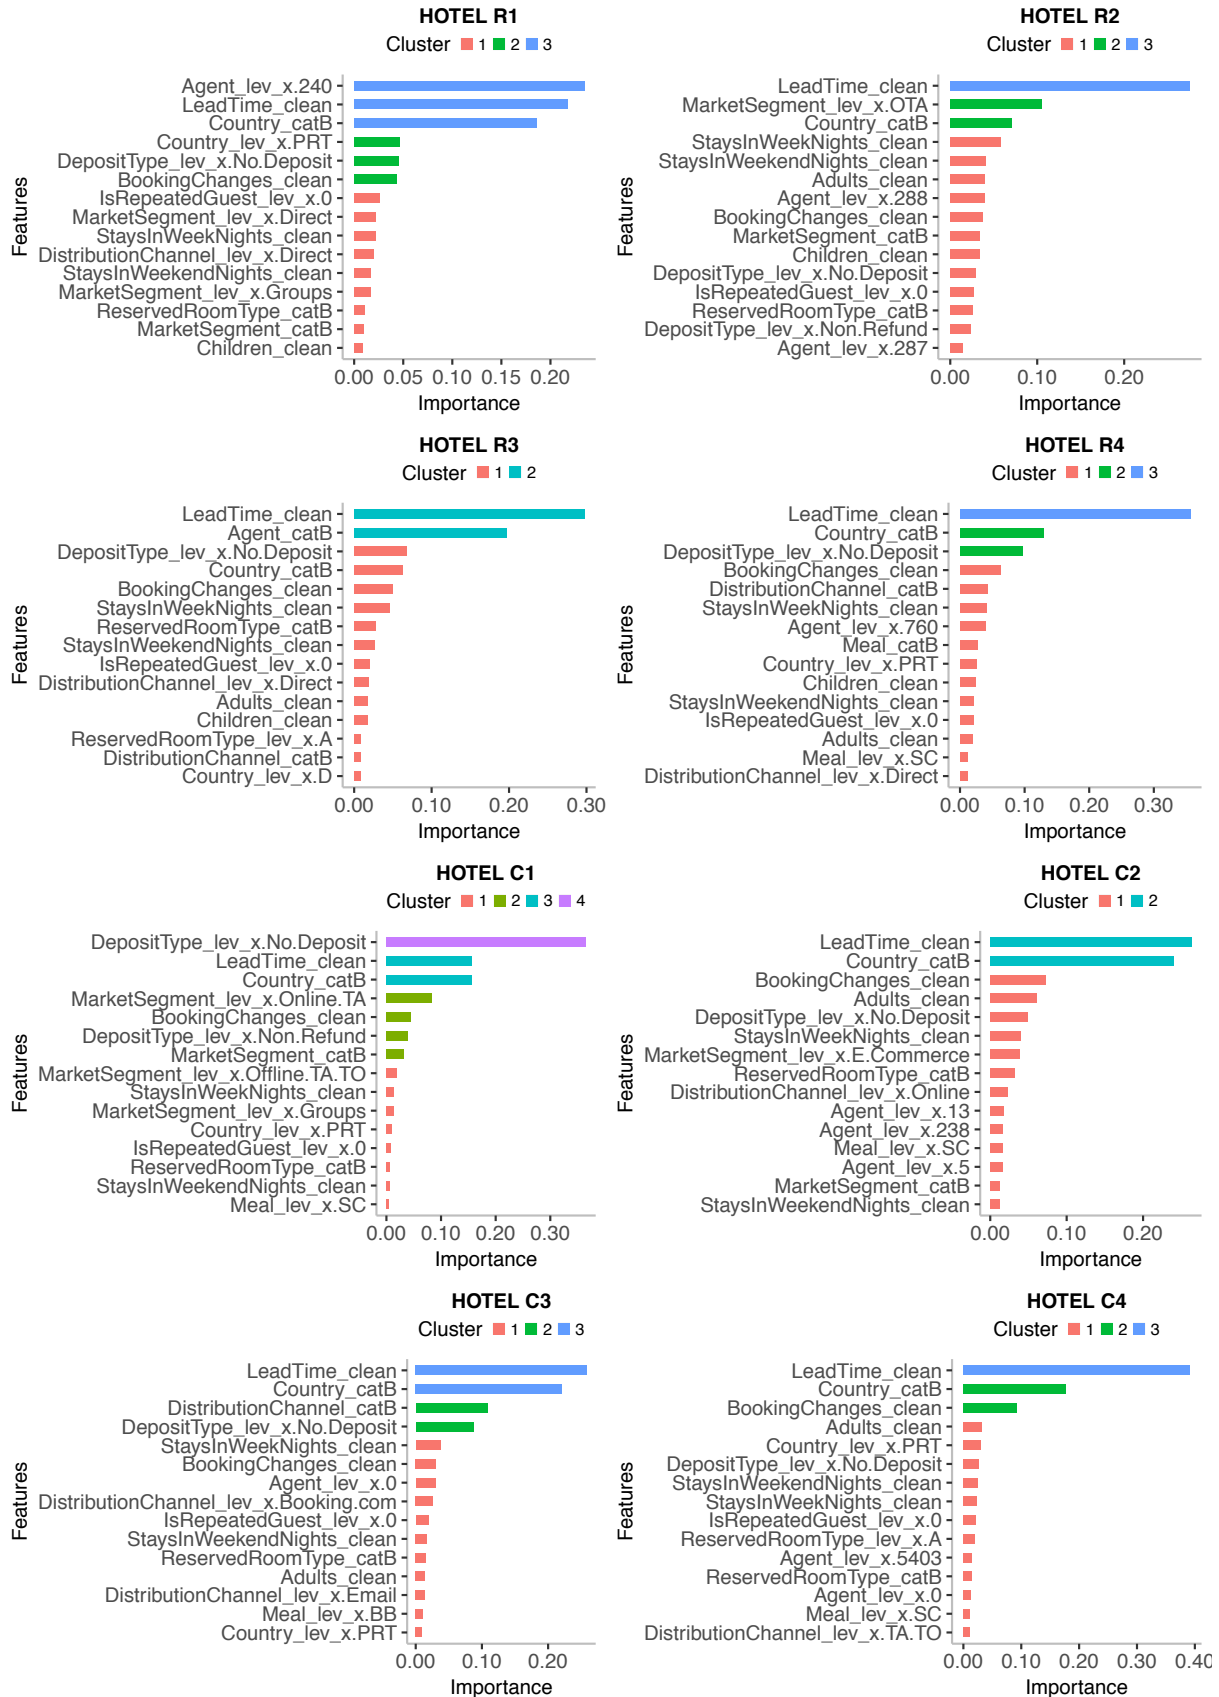 HOTEL R1
Cluster 1 2 3
Features
Agent_lev_x.240
LeadTime_clean
Country_catB
Country_lev_x.PRT
DepositType_lev_x.No.Deposit
BookingChanges_clean
IsRepeatedGuest_lev_x.0
MarketSegment_lev_x.Direct
StaysInWeekNights_clean
DistributionChannel_lev_x.Direct
StaysInWeekendNights_clean
MarketSegment_lev_x.Groups
ReservedRoomType_catB
MarketSegment_catB
Children_clean
0.00 0.05 0.10 0.15 0.20
Importance
HOTEL R2
Cluster 1 2 3
Features
LeadTime_clean
MarketSegment_lev_x.OTA
Country_catB
StaysInWeekNights_clean
StaysInWeekendNights_clean
Adults_clean
Agent_lev_x.288
BookingChanges_clean
MarketSegment_catB
Children_clean
DepositType_lev_x.No.Deposit
IsRepeatedGuest_lev_x.0
ReservedRoomType_catB
DepositType_lev_x.Non.Refund
Agent_lev_x.287
0.00 0.10 0.20
Importance
HOTEL R3
Cluster 1 2
Features
LeadTime_clean
Agent_catB
DepositType_lev_x.No.Deposit
Country_catB
BookingChanges_clean
StaysInWeekNights_clean
ReservedRoomType_catB
StaysInWeekendNights_clean
IsRepeatedGuest_lev_x.0
DistributionChannel_lev_x.Direct
Adults_clean
Children_clean
ReservedRoomType_lev_x.A
DistributionChannel_catB
Country_lev_x.D
0.00 0.10 0.20 0.30
Importance
HOTEL R4
Cluster 1 2 3
Features
LeadTime_clean
Country_catB
DepositType_lev_x.No.Deposit
BookingChanges_clean
DistributionChannel_catB
StaysInWeekNights_clean
Agent_lev_x.760
Meal_catB
Country_lev_x.PRT
Children_clean
StaysInWeekendNights_clean
IsRepeatedGuest_lev_x.0
Adults_clean
Meal_lev_x.SC
DistributionChannel_lev_x.Direct
0.00 0.10 0.20 0.30
Importance
HOTEL C1
Cluster 1 2 3 4
Features
DepositType_lev_x.No.Deposit
LeadTime_clean
Country_catB
MarketSegment_lev_x.Online.TA
BookingChanges_clean
DepositType_lev_x.Non.Refund
MarketSegment_catB
MarketSegment_lev_x.Offline.TA.TO
StaysInWeekNights_clean
MarketSegment_lev_x.Groups
Country_lev_x.PRT
IsRepeatedGuest_lev_x.0
ReservedRoomType_catB
StaysInWeekendNights_clean
Meal_lev_x.SC
0.00 0.10 0.20 0.30
Importance
HOTEL C2
Cluster 1 2
Features
LeadTime_clean
Country_catB
BookingChanges_clean
Adults_clean
DepositType_lev_x.No.Deposit
StaysInWeekNights_clean
MarketSegment_lev_x.E.Commerce
ReservedRoomType_catB
DistributionChannel_lev_x.Online
Agent_lev_x.13
Agent_lev_x.238
Meal_lev_x.SC
Agent_lev_x.5
MarketSegment_catB
StaysInWeekendNights_clean
0.00 0.10 0.20
Importance
HOTEL C3
Cluster 1 2 3
Features
LeadTime_clean
Country_catB
DistributionChannel_catB
DepositType_lev_x.No.Deposit
StaysInWeekNights_clean
BookingChanges_clean
Agent_lev_x.0
DistributionChannel_lev_x.Booking.com
IsRepeatedGuest_lev_x.0
StaysInWeekendNights_clean
ReservedRoomType_catB
Adults_clean
DistributionChannel_lev_x.Email
Meal_lev_x.BB
Country_lev_x.PRT
0.00 0.10 0.20
Importance
HOTEL C4
Cluster 1 2 3
Features
LeadTime_clean
Country_catB
BookingChanges_clean
Adults_clean
Country_lev_x.PRT
DepositType_lev_x.No.Deposit
StaysInWeekendNights_clean
StaysInWeekNights_clean
IsRepeatedGuest_lev_x.0
ReservedRoomType_lev_x.A
Agent_lev_x.5403
ReservedRoomType_catB
Agent_lev_x.0
Meal_lev_x.SC
DistributionChannel_lev_x.TA.TO
0.00 0.10 0.20 0.30 0.40
Importance